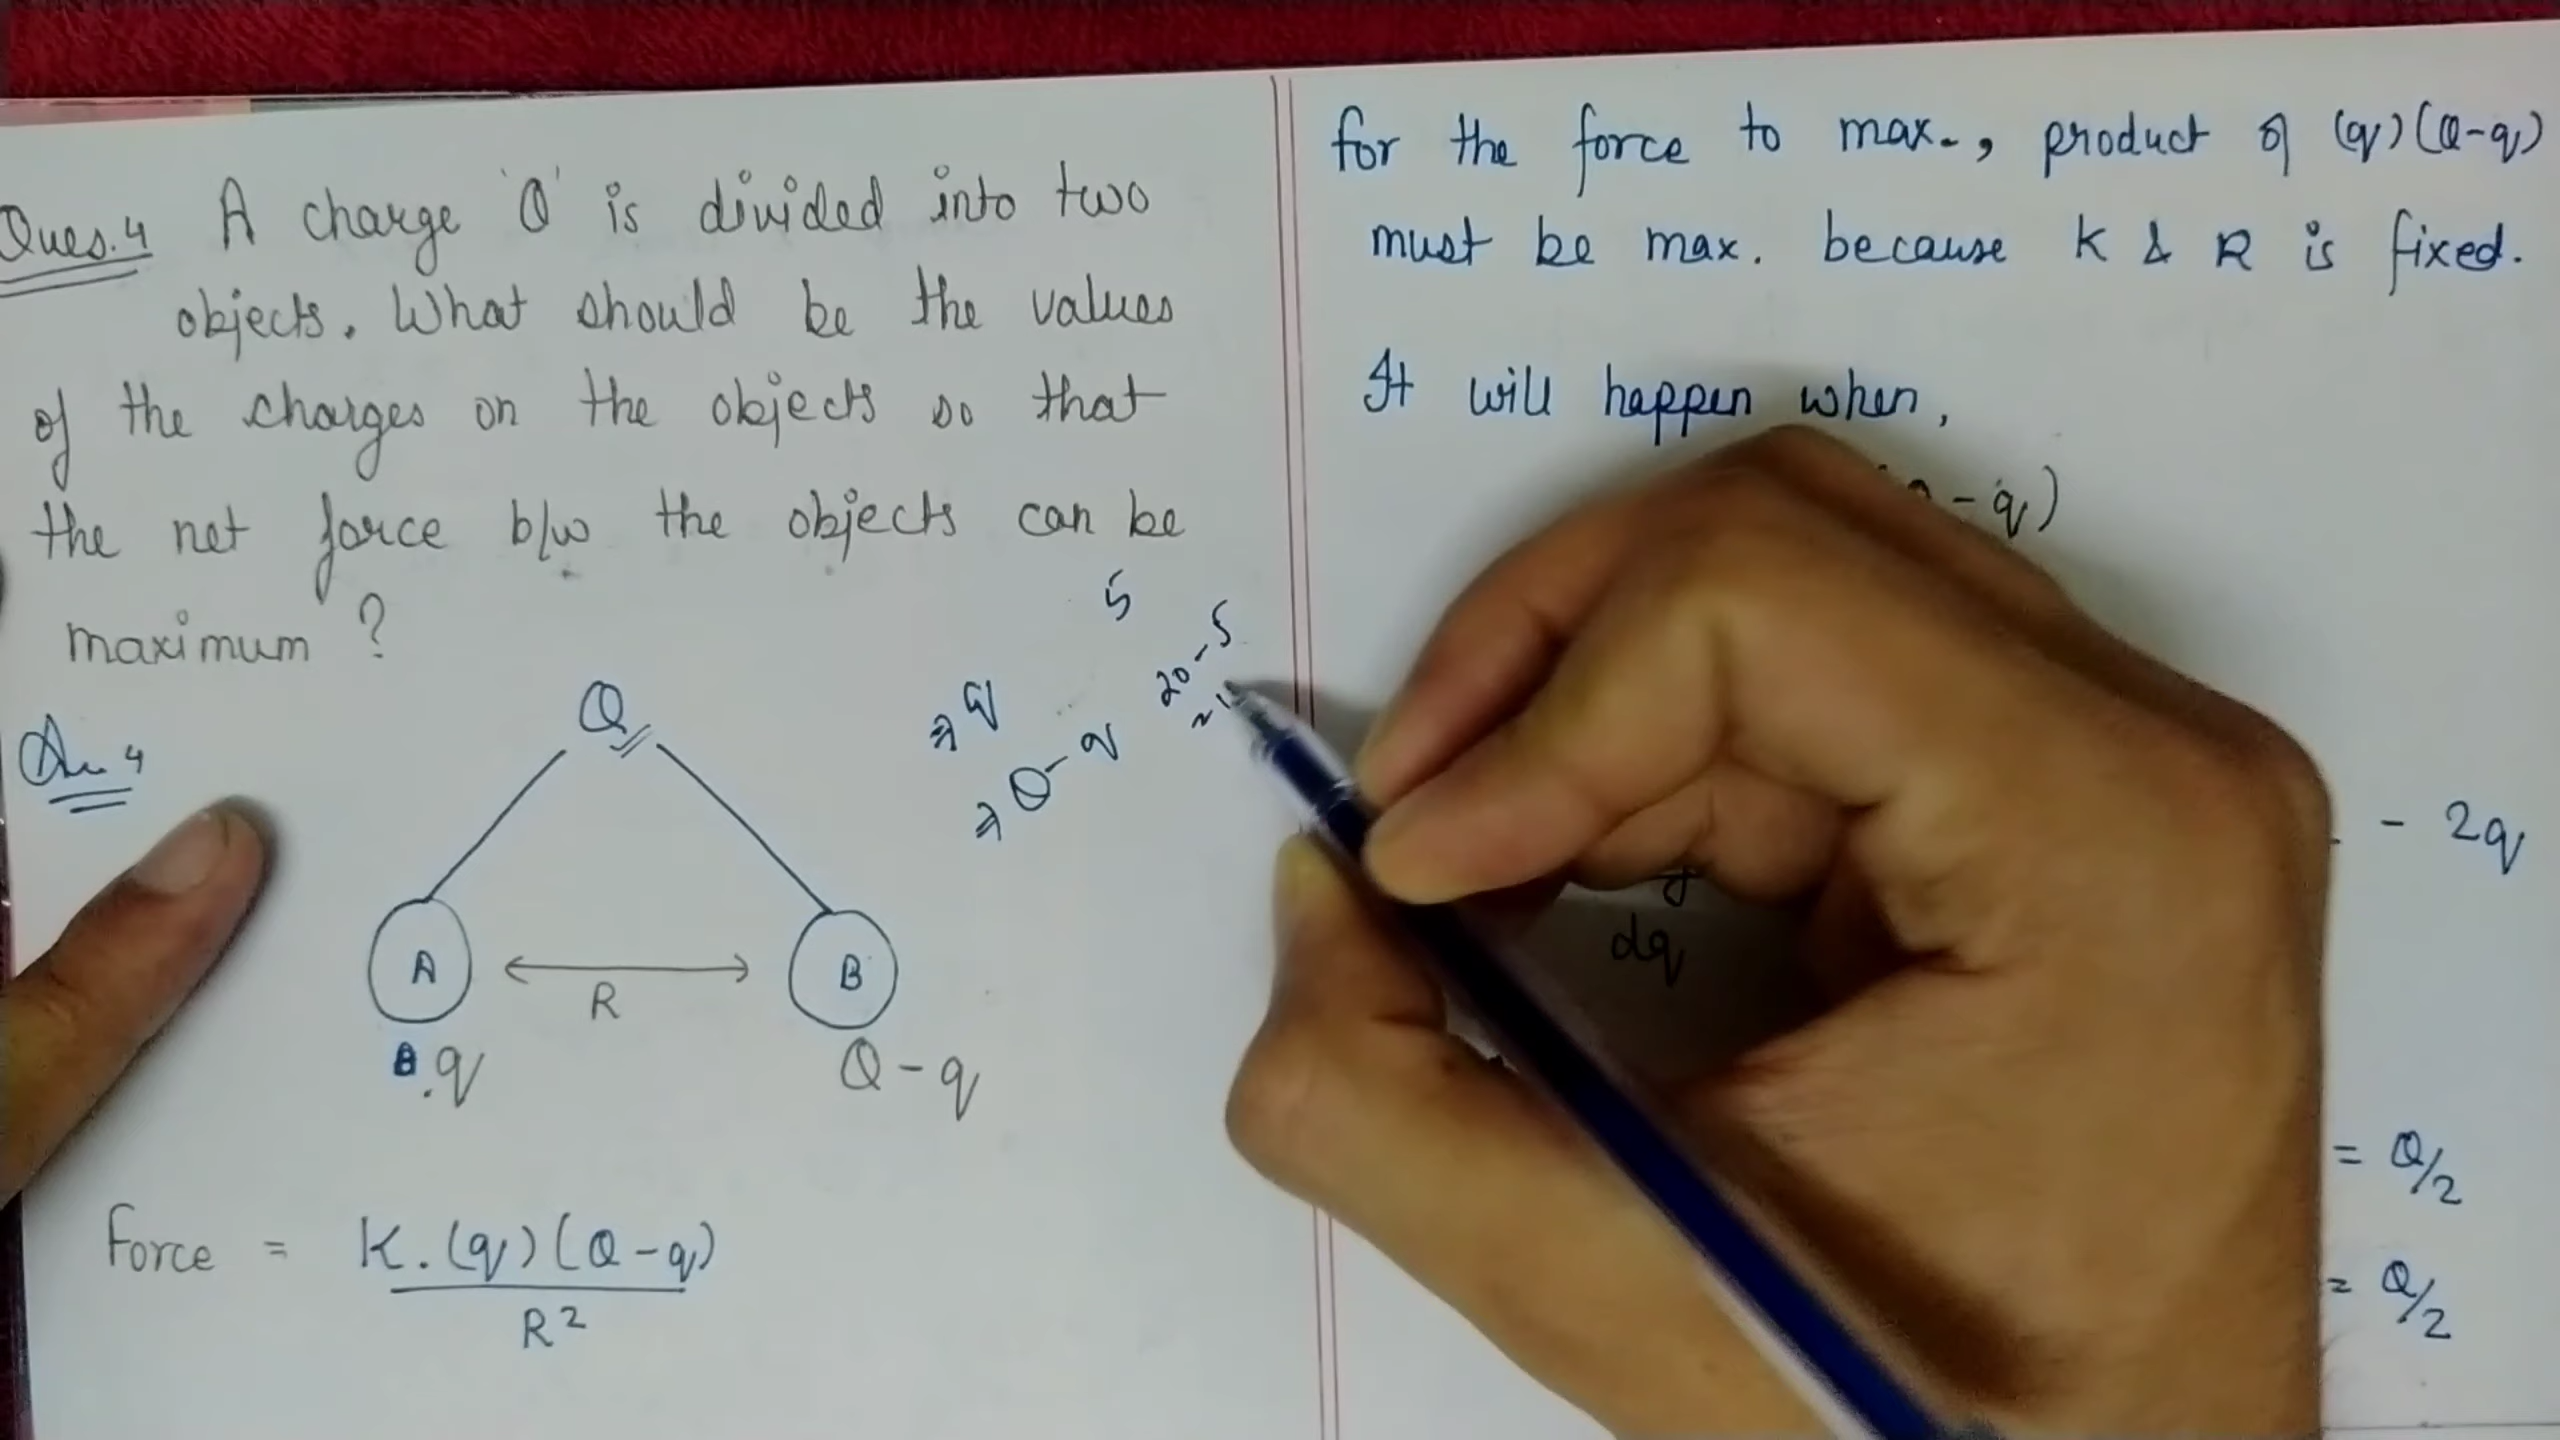 Ques.4 A charge 'Q' is divided into two
objects. What should be the values
of the charges on the objects so that
the net force b/w the objects can be
maximum ?
5
20-5
⇒ q
⇒ Q-q
4
Q
A
B
R
q
Q-q
Force = K.(q)(Q-q)
R²
for the force to max., product of (q)(Q-q)
must be max. because K & R is fixed.
It will happen when,
- q)
- 2q
dq
= Q/2
= Q/2